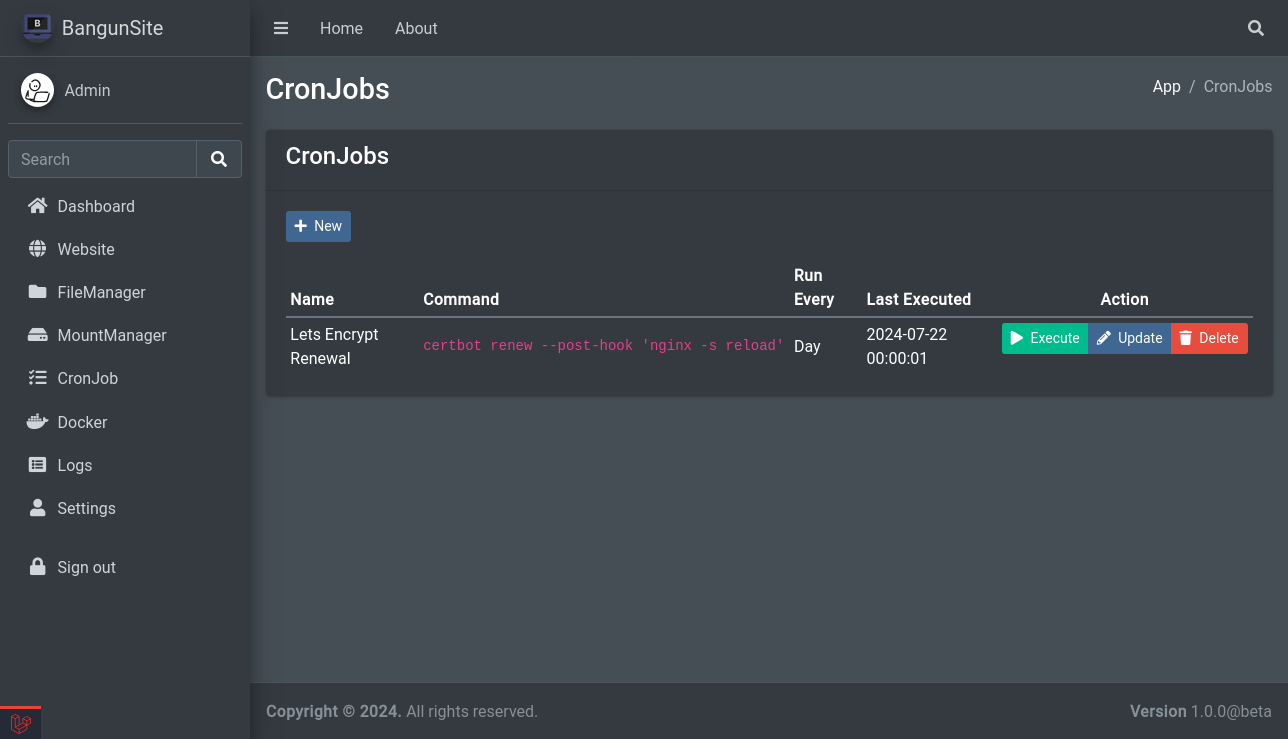 B
BangunSite
Home
About
Admin
Search
Dashboard
Website
FileManager
MountManager
CronJob
Docker
Logs
Settings
Sign out
CronJobs
App / CronJobs
CronJobs
New
Name
Command
Run
Every
Last Executed
Action
Lets Encrypt
Renewal
certbot renew --post-hook 'nginx -s reload'
Day
2024-07-22
00:00:01
Execute
Update
Delete
Copyright © 2024. All rights reserved.
Version 1.0.0@beta